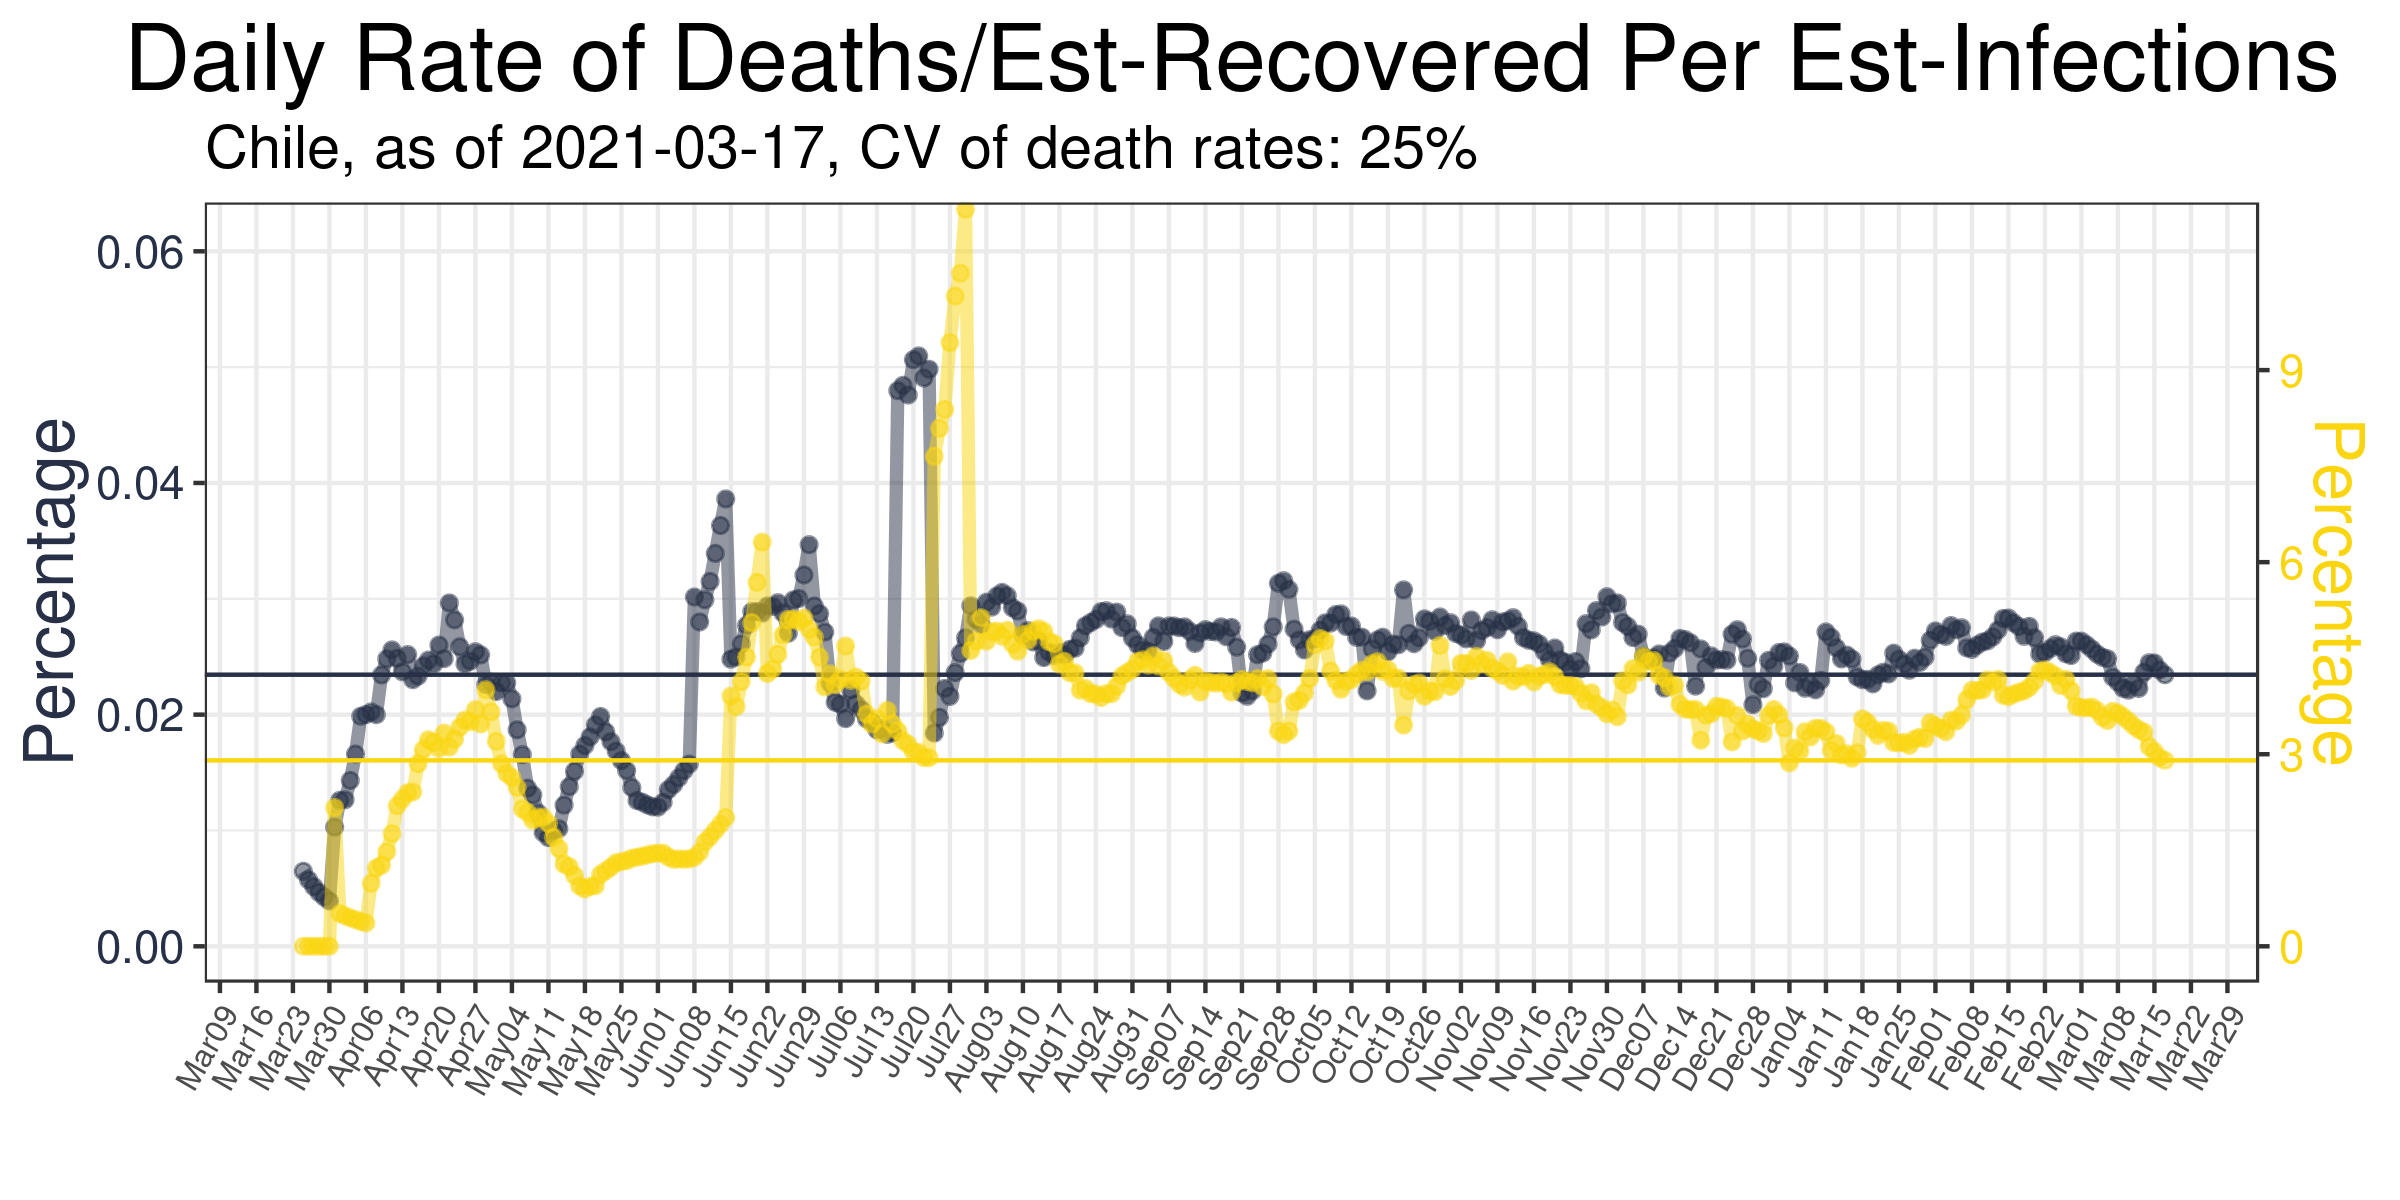 Daily Rate of Deaths/Est-Recovered Per Est-Infections
Chile, as of 2021-03-17, CV of death rates: 25%
Percentage
0.06
0.04
0.02
0.00
9
6
3
0
Percentage
Mar09
Mar16
Mar23
Mar30
Apr06
Apr13
Apr20
Apr27
May04
May11
May18
May25
Jun01
Jun08
Jun15
Jun22
Jun29
Jul06
Jul13
Jul20
Jul27
Aug03
Aug10
Aug17
Aug24
Aug31
Sep07
Sep14
Sep21
Sep28
Oct05
Oct12
Oct19
Oct26
Nov02
Nov09
Nov16
Nov23
Nov30
Dec07
Dec14
Dec21
Dec28
Jan04
Jan11
Jan18
Jan25
Feb01
Feb08
Feb15
Feb22
Mar01
Mar08
Mar15
Mar22
Mar29